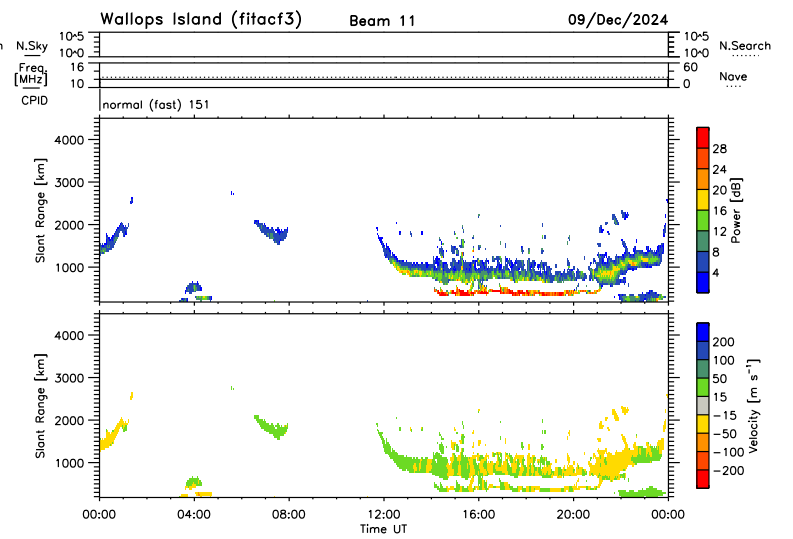 Wallops Island (fitacf3) Beam 11 09/Dec/2024
n N.Sky 10^5 10^5 N.Search
10^0 10^0
Freq. 16 60 Nave
[MHz] 10 0
CPID normal (fast) 151
Slant Range [km]
4000
3000
2000
1000
28
24
20
16
12
8
4
Power [dB]
Slant Range [km]
4000
3000
2000
1000
200
100
50
15
-15
-50
-100
-200
Velocity [m s⁻¹]
00:00 04:00 08:00 12:00 16:00 20:00 00:00
Time UT